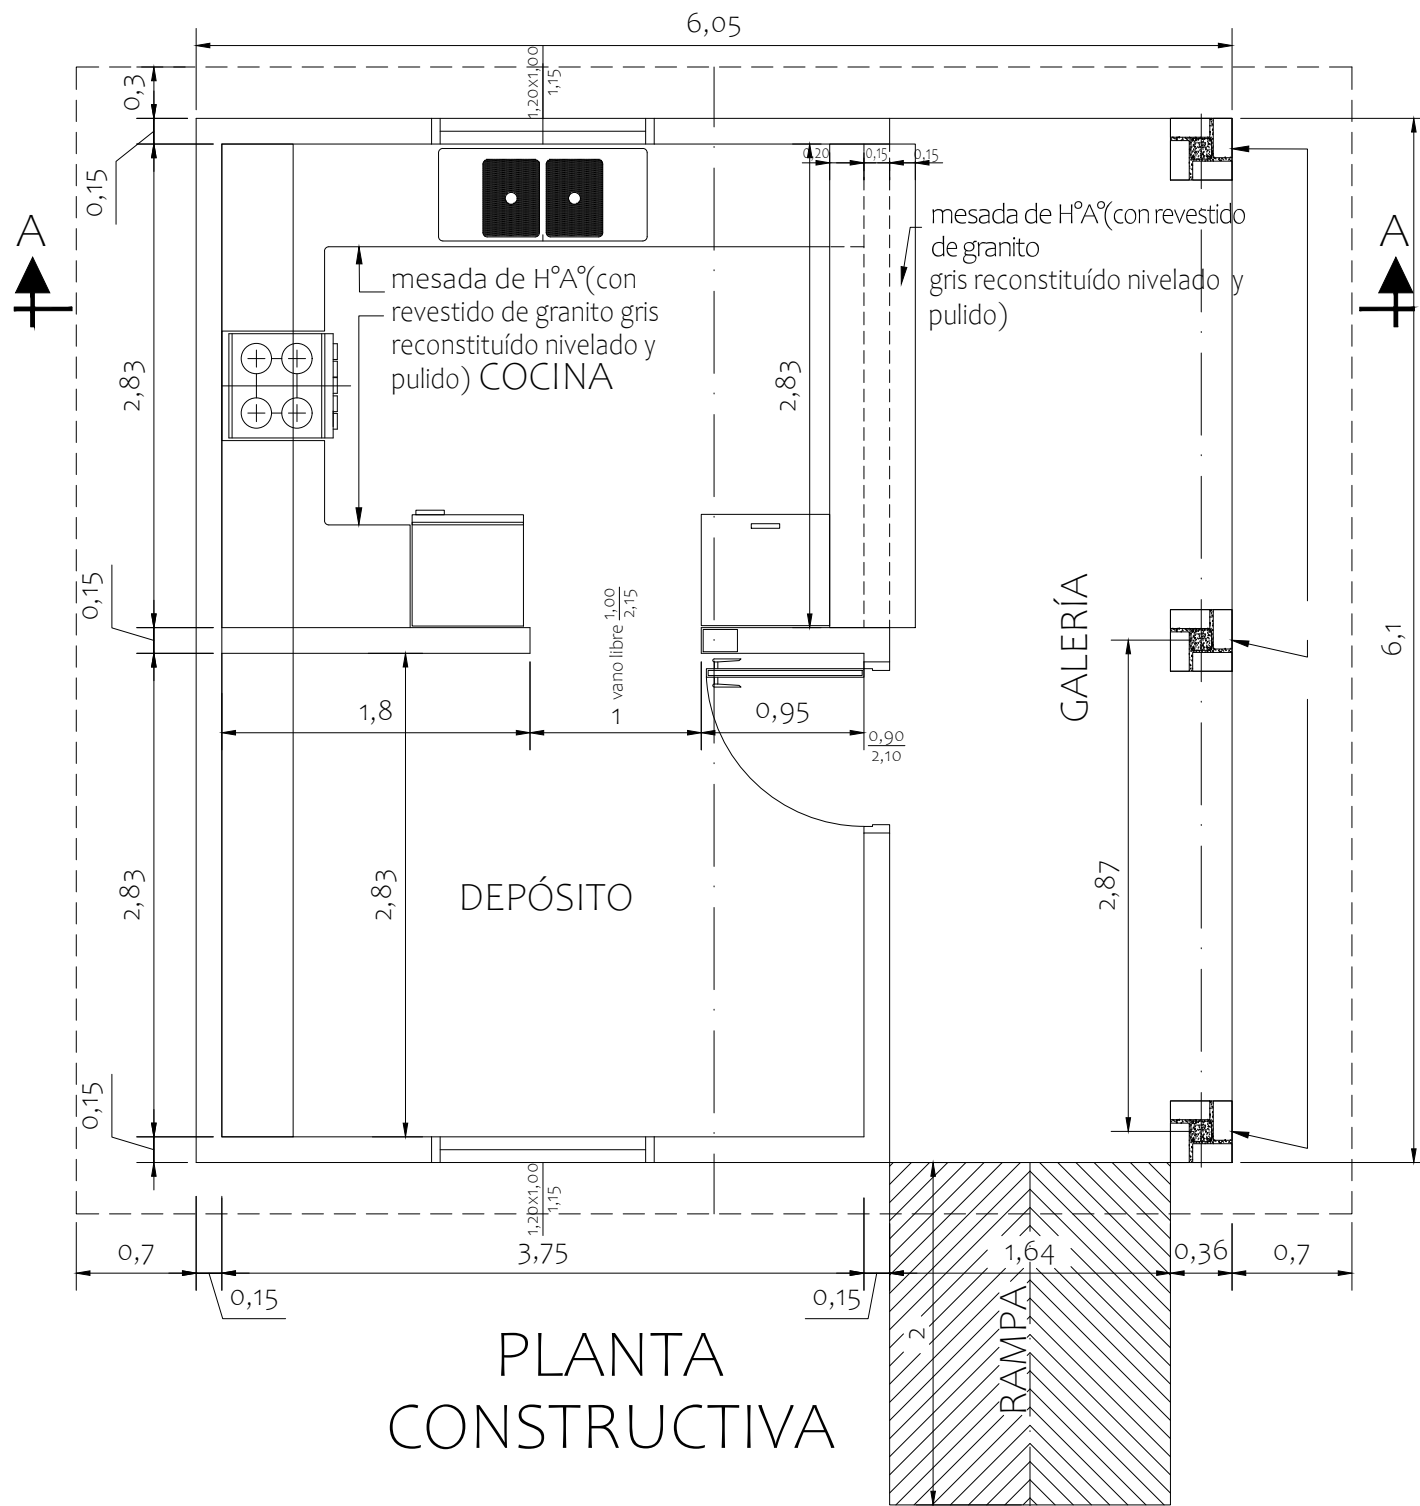 6,05
0,3
1,20x1,00
1,15
0,15
0,20
0,15
0,15
A
A
mesada de H°A°(con revestido
de granito
gris reconstituído nivelado y
pulido)
mesada de H°A°(con
revestido de granito gris
reconstituído nivelado y
pulido) COCINA
2,83
2,83
0,15
vano libre 1,00
2,15
GALERÍA
6,1
1,8
1
0,95
0,90
2,10
2,83
2,83
DEPÓSITO
2,87
0,15
1,20x1,00
1,15
0,7
3,75
1,64
0,36
0,7
0,15
0,15
2
RAMPA
PLANTA
CONSTRUCTIVA